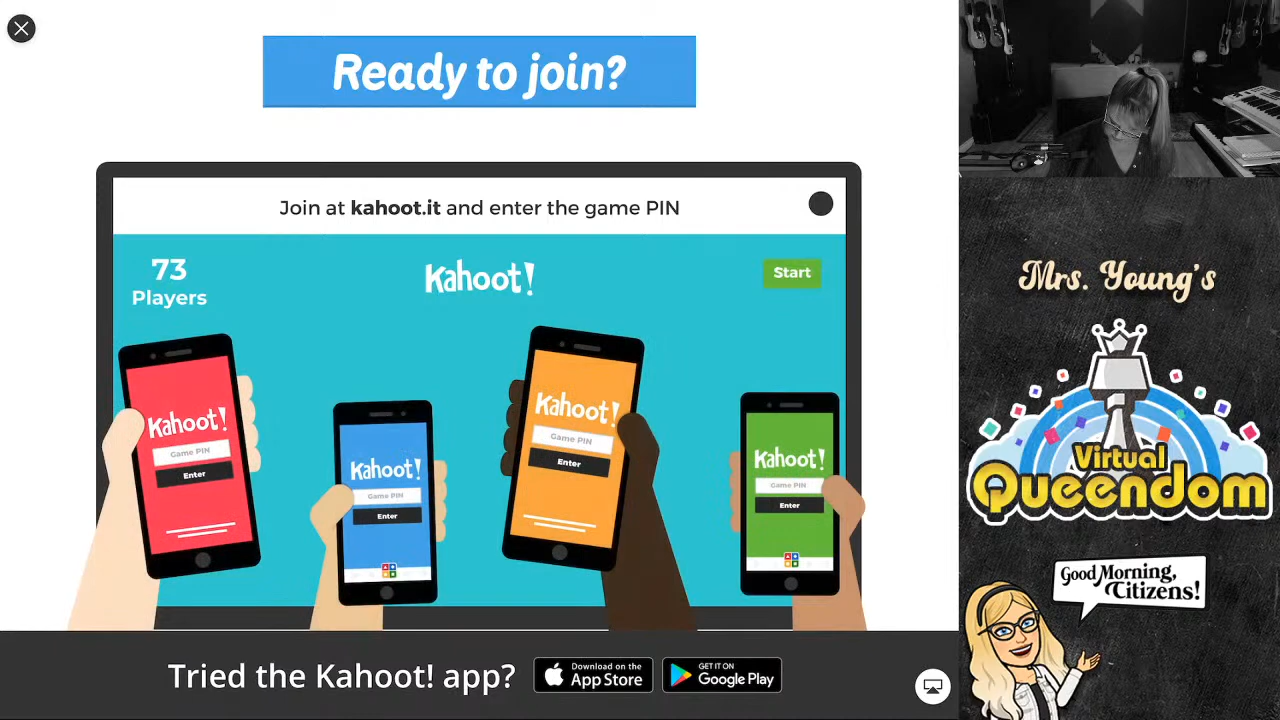 Ready to join?
Join at kahoot.it and enter the game PIN
73
Players
Kahoot!
Start
Kahoot!
Game PIN
Enter
Kahoot!
Game PIN
Enter
Kahoot!
Game PIN
Enter
Kahoot!
Game PIN
Enter
Tried the Kahoot! app?
Download on the
App Store
GET IT ON
Google Play
Mrs. Young's
Virtual
Queendom
Good Morning,
Citizens!